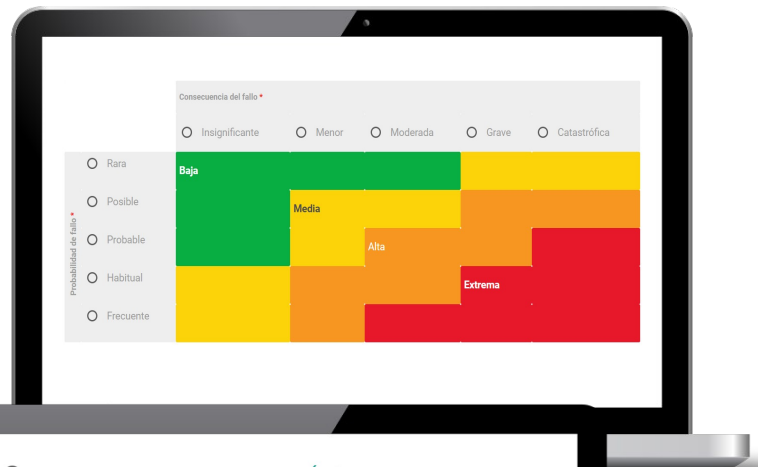 Consecuencia del fallo *
Insignificante Menor Moderada Grave Catastrófica
Probabilidad de fallo *
Rara
Baja
Posible
Media
Probable
Alta
Habitual
Extrema
Frecuente